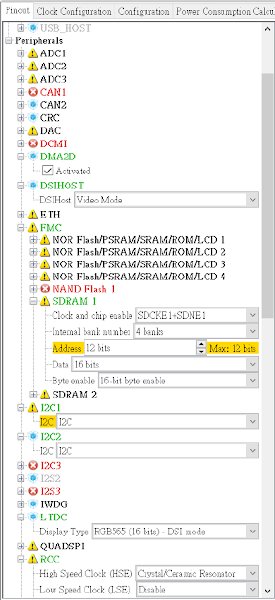 Pinout Clock Configuration Configuration Power Consumption Calcu
USB_HOST
Peripherals
ADC1
ADC2
ADC3
CAN1
CAN2
CRC
DAC
DCMI
DMA2D
Activated
DSIHOST
DSIHost Video Mode
ETH
FMC
NOR Flash/PSRAM/SRAM/ROM/LCD 1
NOR Flash/PSRAM/SRAM/ROM/LCD 2
NOR Flash/PSRAM/SRAM/ROM/LCD 3
NOR Flash/PSRAM/SRAM/ROM/LCD 4
NAND Flash 1
SDRAM 1
Clock and chip enable SDCKE1+SDNE1
Internal bank number 4 banks
Address 12 bits Max: 12 bits
Data 16 bits
Byte enable 16-bit byte enable
SDRAM 2
I2C1
I2C I2C
I2C2
I2C I2C
I2C3
I2S2
I2S3
IWDG
LTDC
Display Type RGB565 (16 bits) - DSI mode
QUADSPI
RCC
High Speed Clock (HSE) Crystal/Ceramic Resonator
Low Speed Clock (LSE) Disable